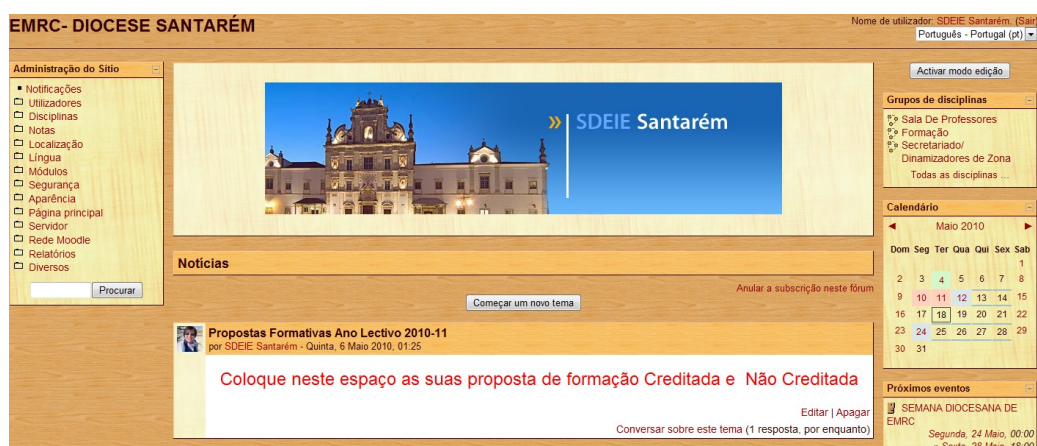 EMRC- DIOCESE SANTARÉM
Nome de utilizador: SDEIE Santarém. (Sair)
Português - Portugal (pt)
Administração do Sítio
Notificações
Utilizadores
Disciplinas
Notas
Localização
Língua
Módulos
Segurança
Aparência
Página principal
Servidor
Rede Moodle
Relatórios
Diversos
Procurar
» | SDEIE Santarém
Notícias
Anular a subscrição neste fórum
Começar um novo tema
Propostas Formativas Ano Lectivo 2010-11
por SDEIE Santarém - Quinta, 6 Maio 2010, 01:25
Coloque neste espaço as suas proposta de formação Creditada e Não Creditada
Editar | Apagar
Conversar sobre este tema (1 resposta, por enquanto)
Activar modo edição
Grupos de disciplinas
Sala De Professores
Formação
Secretariado/
Dinamizadores de Zona
Todas as disciplinas ...
Calendário
◄ Maio 2010 ►
Dom Seg Ter Qua Qui Sex Sab
1
2 3 4 5 6 7 8
9 10 11 12 13 14 15
16 17 18 19 20 21 22
23 24 25 26 27 28 29
30 31
Próximos eventos
SEMANA DIOCESANA DE
EMRC
Segunda, 24 Maio, 00:00
» Sexta, 28 Maio, 18:00